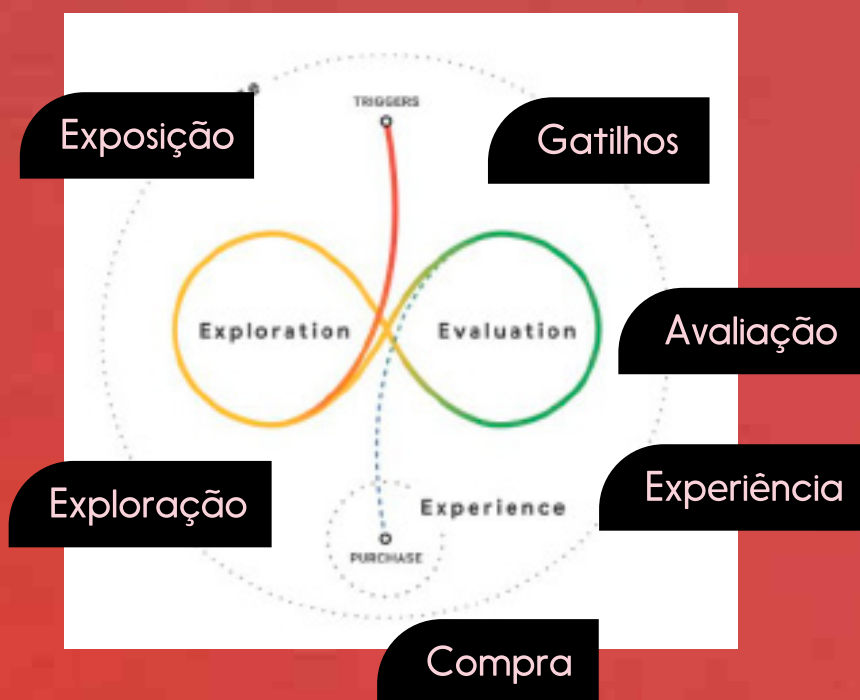 TRIGGERS
Exposição
Gatilhos
Exploration
Evaluation
Avaliação
Exploração
Experiência
Experience
PURCHASE
Compra